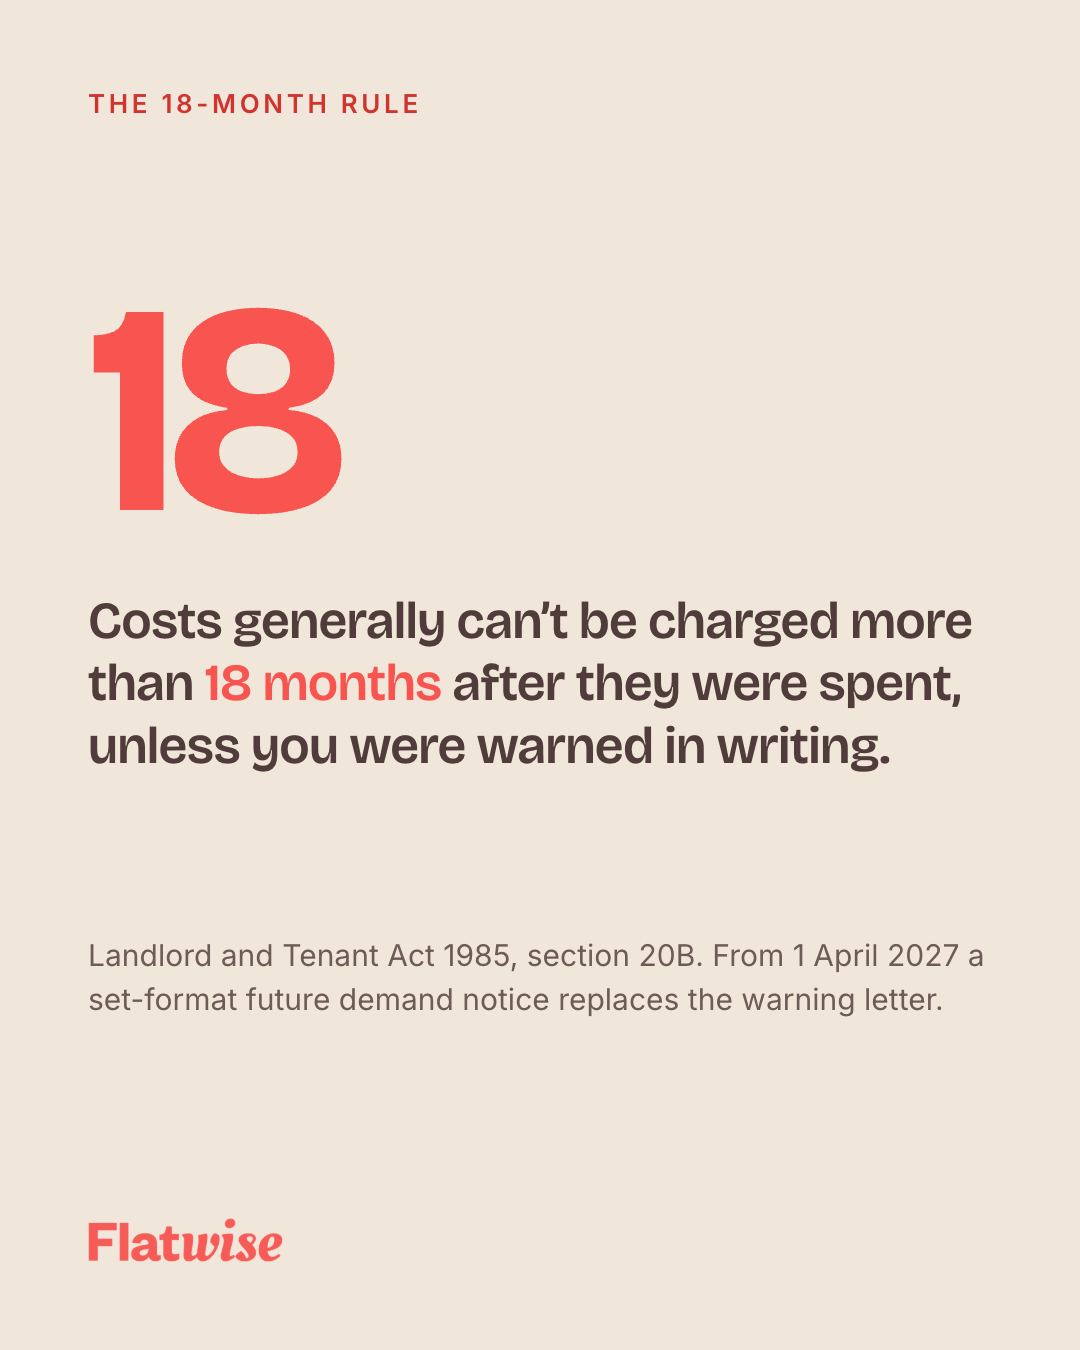 THE 18-MONTH RULE
18
Costs generally can’t be charged more
than 18 months after they were spent,
unless you were warned in writing.
Landlord and Tenant Act 1985, section 20B. From 1 April 2027 a
set-format future demand notice replaces the warning letter.
Flatwise